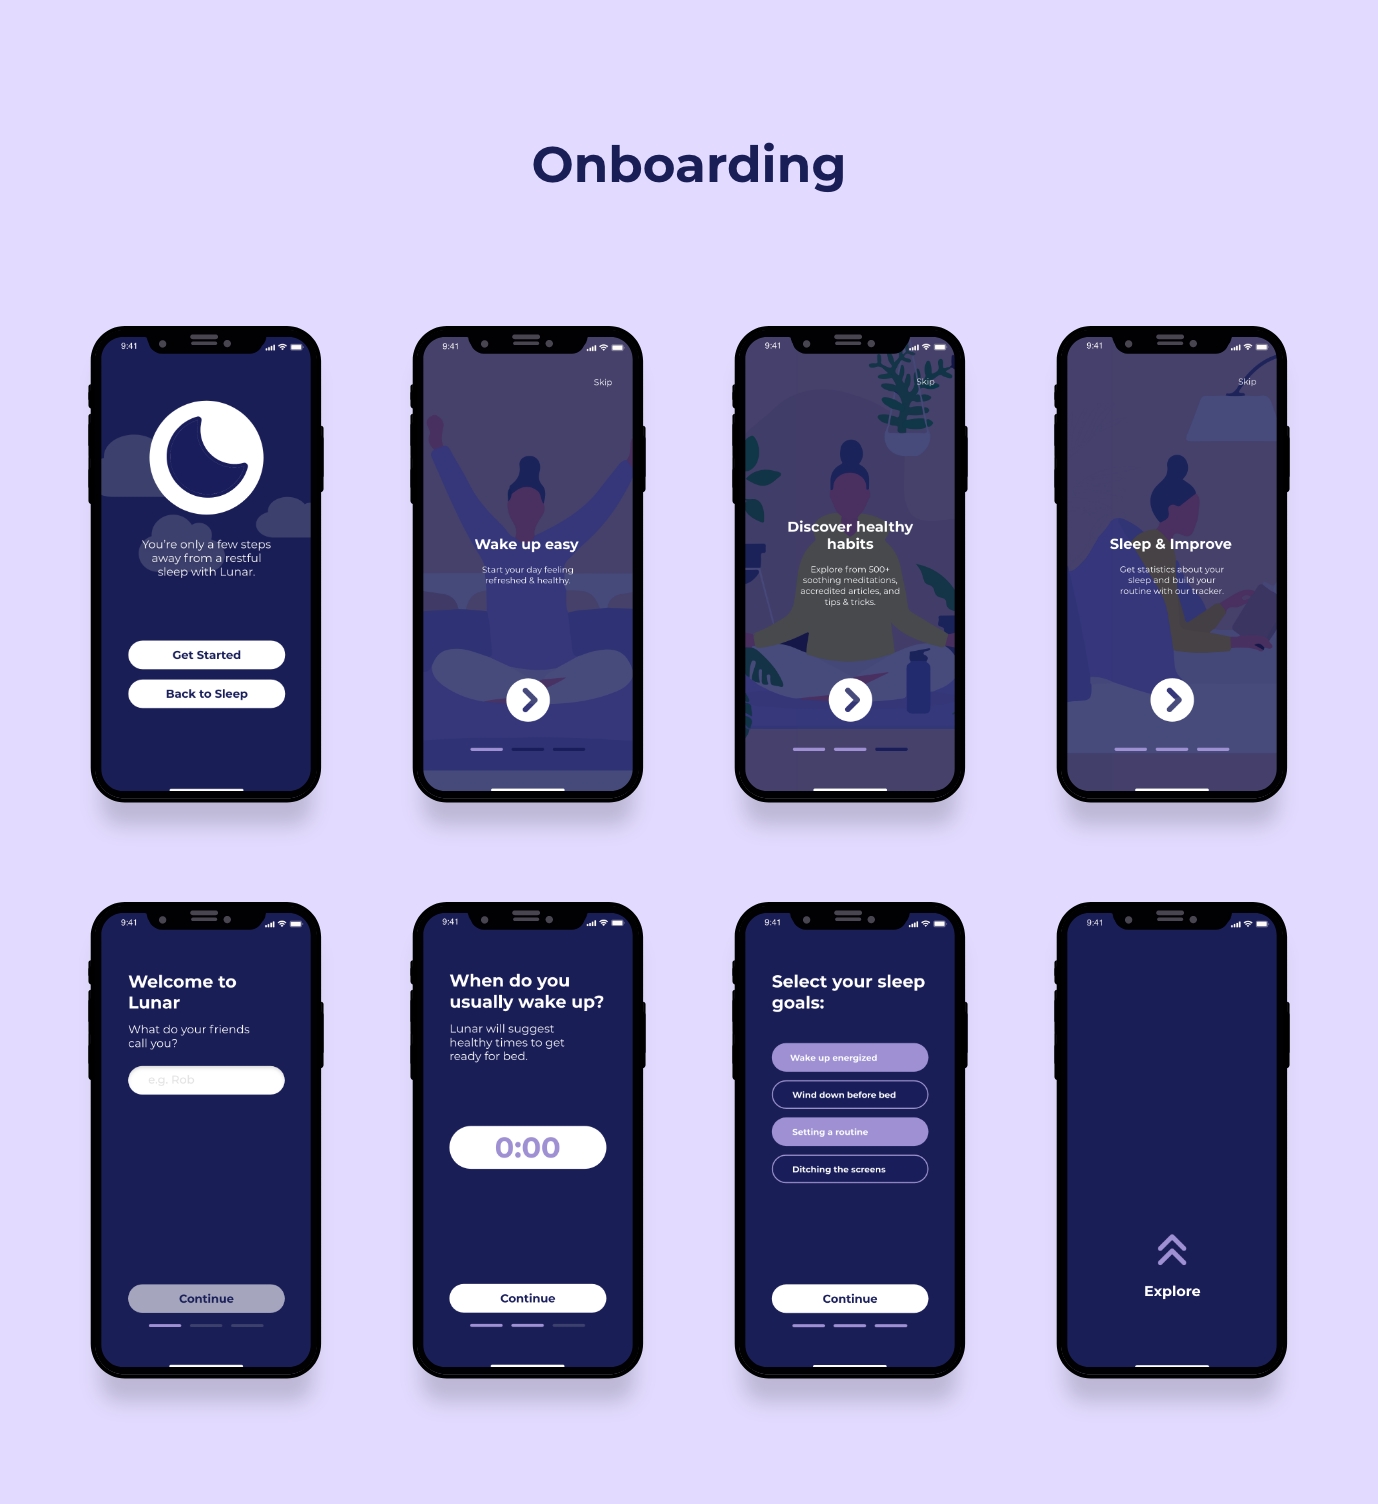 Onboarding
9:41
You're only a few steps
away from a restful
sleep with Lunar.
Get Started
Back to Sleep
9:41
Skip
Wake up easy
Start your day feeling
refreshed & healthy.
9:41
Skip
Discover healthy
habits
Explore from 500+
soothing meditations,
accredited articles, and
tips & tricks.
9:41
Skip
Sleep & Improve
Get statistics about your
sleep and build your
routine with our tracker.
9:41
Welcome to
Lunar
What do your friends
call you?
e.g. Rob
Continue
9:41
When do you
usually wake up?
Lunar will suggest
healthy times to get
ready for bed.
0:00
Continue
9:41
Select your sleep
goals:
Wake up energized
Wind down before bed
Setting a routine
Ditching the screens
Continue
9:41
Explore